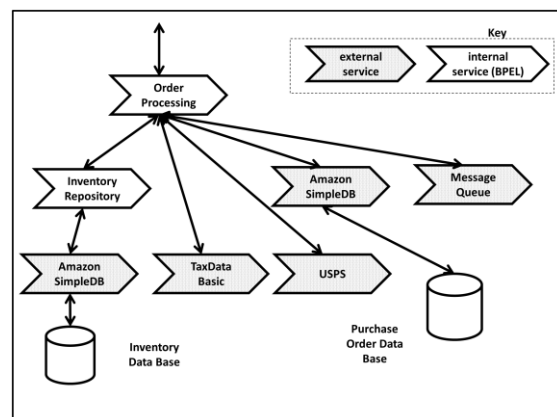 Key
external
service
internal
service (BPEL)
Order
Processing
Inventory
Repository
Amazon
SimpleDB
Message
Queue
Amazon
SimpleDB
TaxData
Basic
USPS
Inventory
Data Base
Purchase
Order Data
Base